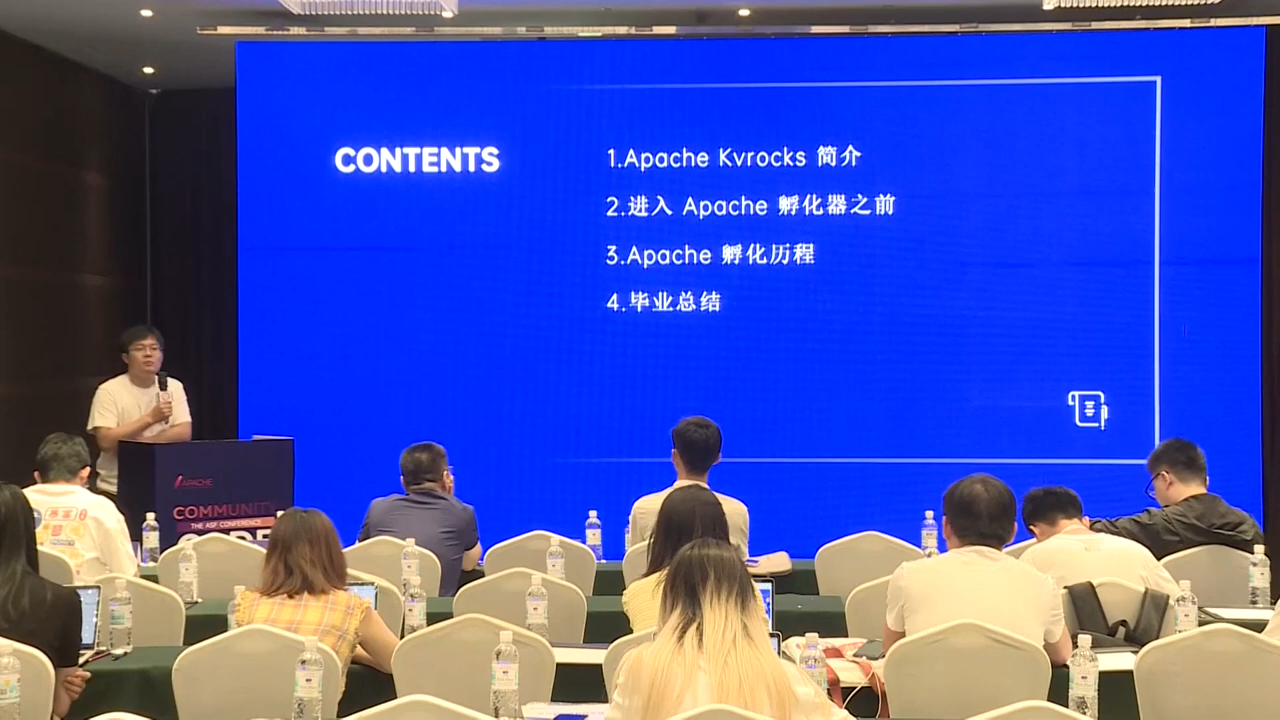 CONTENTS
1.Apache Kvrocks 简介
2.进入 Apache 孵化器之前
3.Apache 孵化历程
4.毕业总结
APACHE
COMMUNITY
THE ASF CONFERENCE
CODE